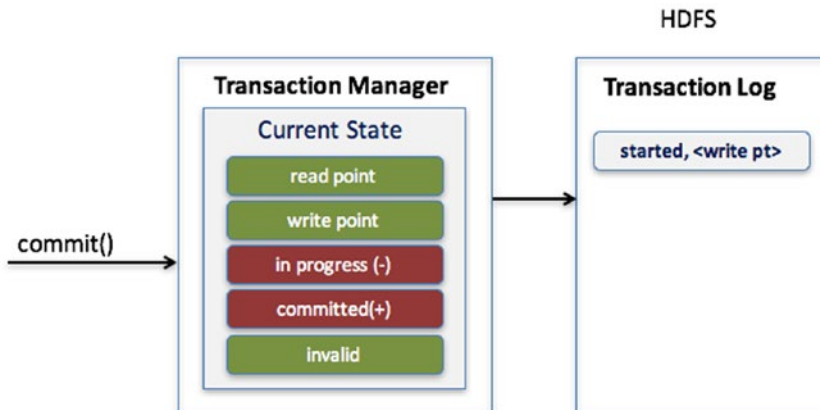 HDFS
Transaction Manager
Transaction Log
Current State
started, <write pt>
read point
write point
commit()
in progress (-)
committed(+)
invalid